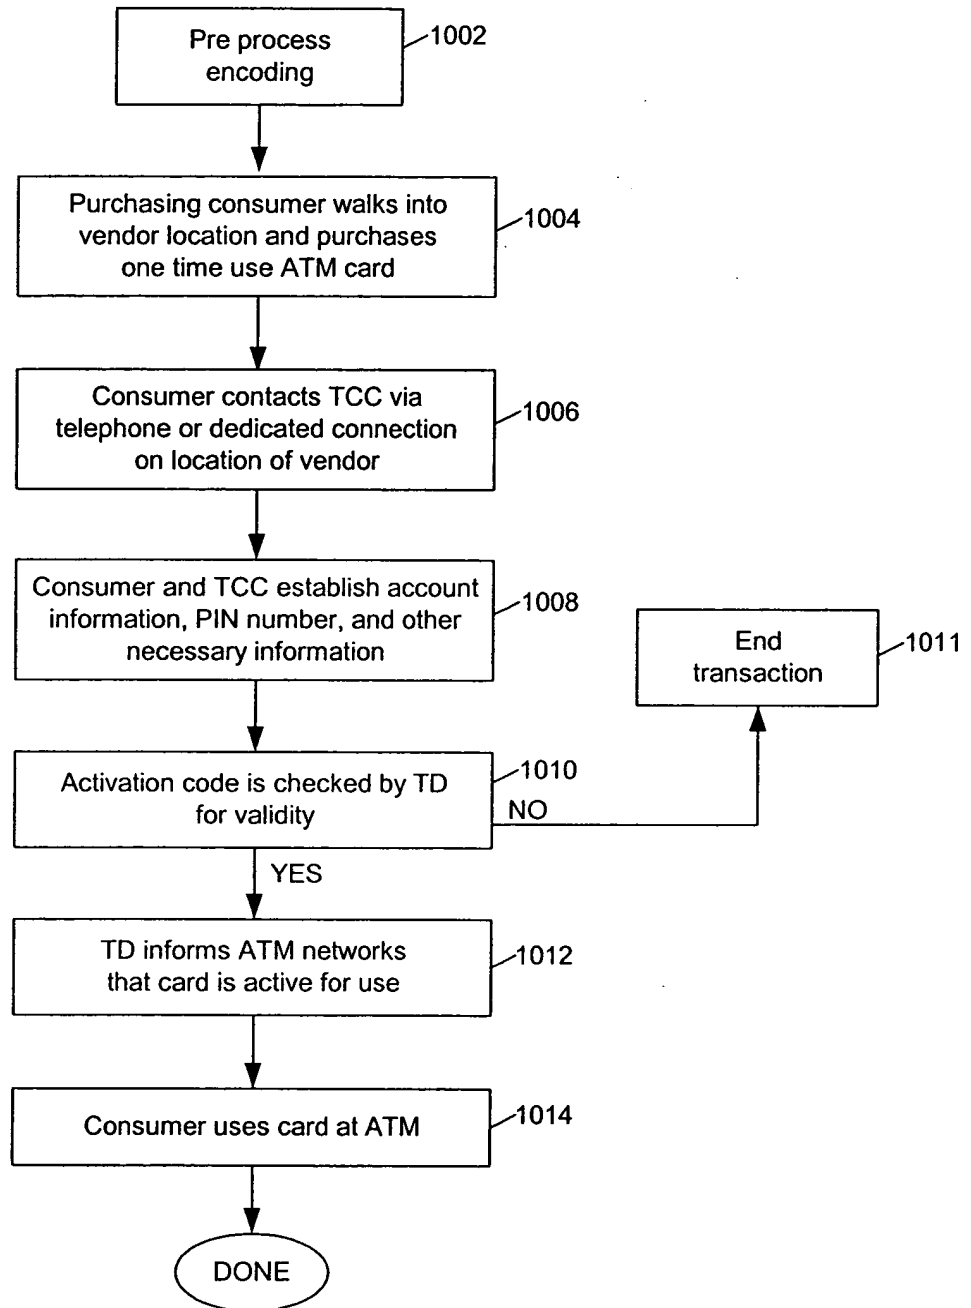 Pre process
encoding
1002
Purchasing consumer walks into
vendor location and purchases
one time use ATM card
1004
Consumer contacts TCC via
telephone or dedicated connection
on location of vendor
1006
Consumer and TCC establish account
information, PIN number, and other
necessary information
1008
End
transaction
1011
Activation code is checked by TD
for validity
1010
NO
YES
TD informs ATM networks
that card is active for use
1012
Consumer uses card at ATM
1014
DONE